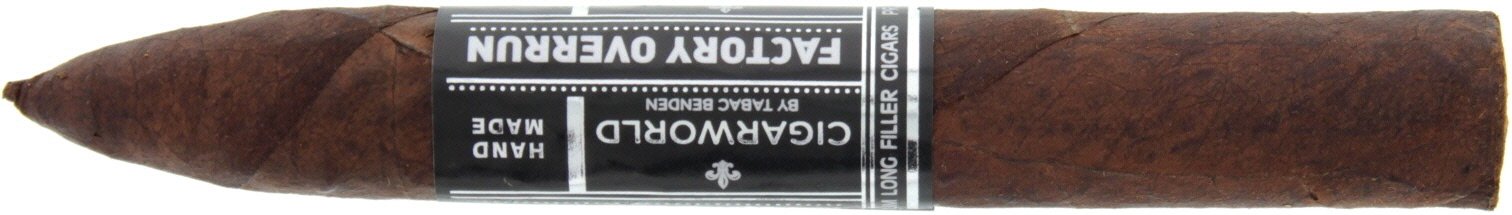 CIGARWORLD
BY TABAC BENDEN
HAND
MADE
FACTORY OVERRUN
LONG FILLER CIGARS